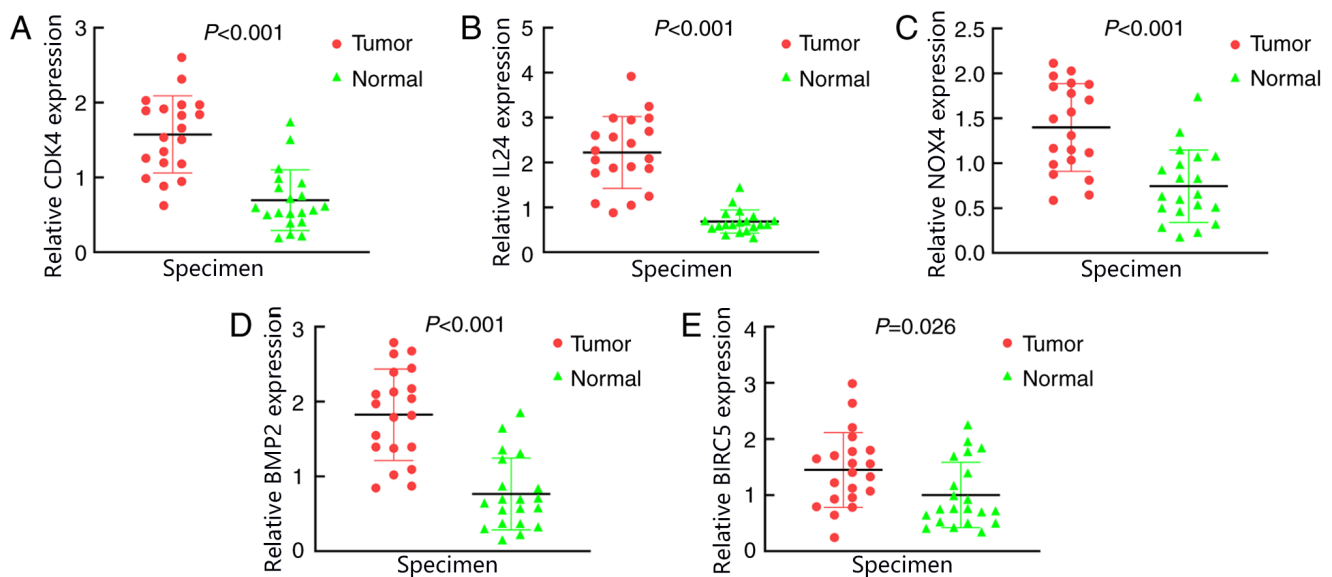 A
Relative CDK4 expression
3
2
1
0
P<0.001
Tumor
Normal
Specimen
B
Relative IL24 expression
5
4
3
2
1
0
P<0.001
Tumor
Normal
Specimen
C
Relative NOX4 expression
2.5
2.0
1.5
1.0
0.5
0.0
P<0.001
Tumor
Normal
Specimen
D
Relative BMP2 expression
3
2
1
0
P<0.001
Tumor
Normal
Specimen
E
Relative BIRC5 expression
4
3
2
1
0
P=0.026
Tumor
Normal
Specimen